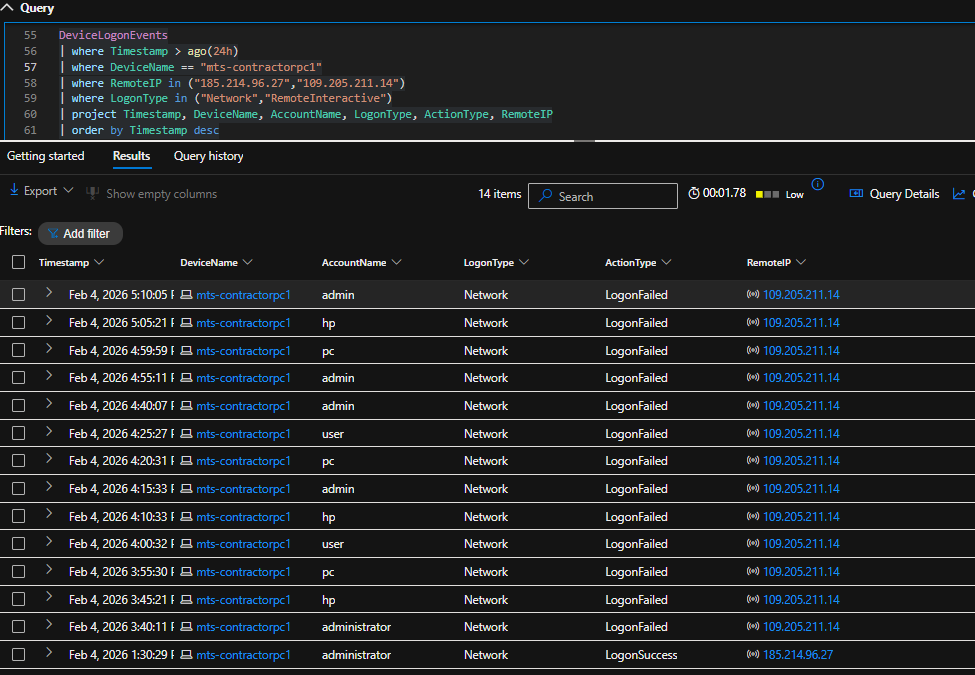 Query
55 DeviceLogonEvents
56 | where Timestamp > ago(24h)
57 | where DeviceName == "mts-contractorpc1"
58 | where RemoteIP in ("185.214.96.27","109.205.211.14")
59 | where LogonType in ("Network","RemoteInteractive")
60 | project Timestamp, DeviceName, AccountName, LogonType, ActionType, RemoteIP
61 | order by Timestamp desc
Getting started Results Query history
Export Show empty columns 14 items Search 00:01.78 Low Query Details
Filters: Add filter
Timestamp DeviceName AccountName LogonType ActionType RemoteIP
Feb 4, 2026 5:10:05 mts-contractorpc1 admin Network LogonFailed 109.205.211.14
Feb 4, 2026 5:05:21 mts-contractorpc1 hp Network LogonFailed 109.205.211.14
Feb 4, 2026 4:59:59 mts-contractorpc1 pc Network LogonFailed 109.205.211.14
Feb 4, 2026 4:55:11 mts-contractorpc1 admin Network LogonFailed 109.205.211.14
Feb 4, 2026 4:40:07 mts-contractorpc1 admin Network LogonFailed 109.205.211.14
Feb 4, 2026 4:25:27 mts-contractorpc1 user Network LogonFailed 109.205.211.14
Feb 4, 2026 4:20:31 mts-contractorpc1 pc Network LogonFailed 109.205.211.14
Feb 4, 2026 4:15:33 mts-contractorpc1 admin Network LogonFailed 109.205.211.14
Feb 4, 2026 4:10:33 mts-contractorpc1 hp Network LogonFailed 109.205.211.14
Feb 4, 2026 4:00:32 mts-contractorpc1 user Network LogonFailed 109.205.211.14
Feb 4, 2026 3:55:30 mts-contractorpc1 pc Network LogonFailed 109.205.211.14
Feb 4, 2026 3:45:21 mts-contractorpc1 hp Network LogonFailed 109.205.211.14
Feb 4, 2026 3:40:11 mts-contractorpc1 administrator Network LogonFailed 109.205.211.14
Feb 4, 2026 1:30:29 mts-contractorpc1 administrator Network LogonSuccess 185.214.96.27